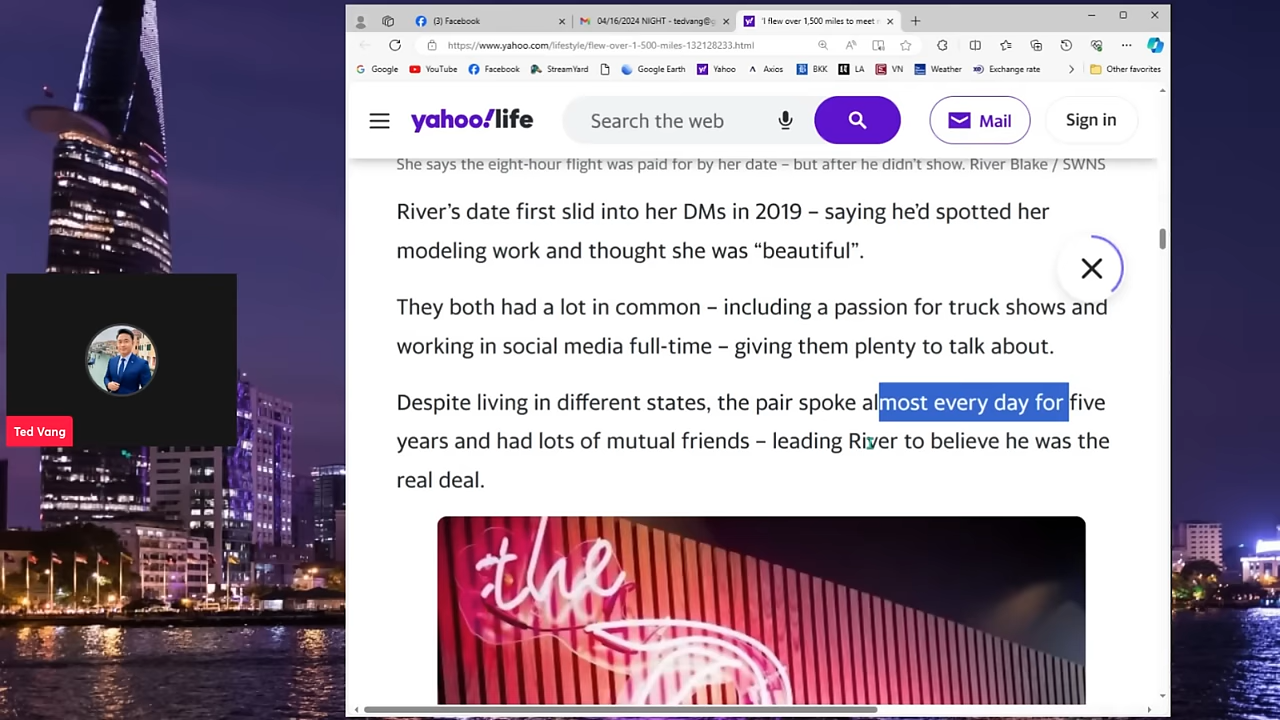 (3) Facebook
04/16/2024 NIGHT - tedvang@g
'I flew over 1,500 miles to meet
https://www.yahoo.com/lifestyle/flew-over-1-500-miles-132128233.html
Google YouTube Facebook StreamYard Google Earth Yahoo Axios BKK LA VN Weather Exchange rate Other favorites
yahoo!life
Search the web
Mail
Sign in
She says the eight-hour flight was paid for by her date – but after he didn't show. River Blake / SWNS
River's date first slid into her DMs in 2019 – saying he'd spotted her
modeling work and thought she was "beautiful".
They both had a lot in common – including a passion for truck shows and
working in social media full-time – giving them plenty to talk about.
Despite living in different states, the pair spoke almost every day for five
years and had lots of mutual friends – leading River to believe he was the
real deal.
the
Ted Vang